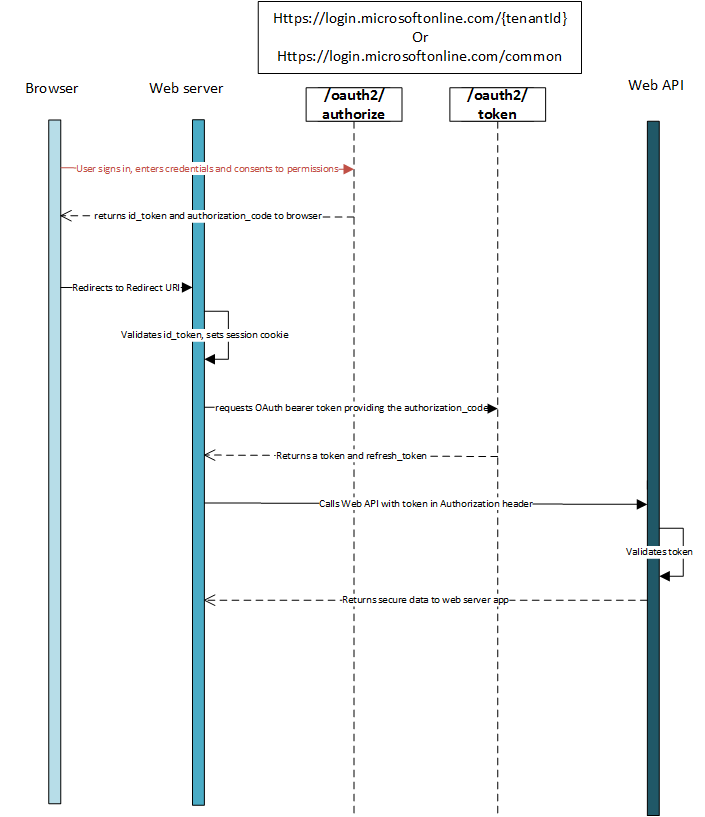 Https://login.microsoftonline.com/{tenantId}
Or
Https://login.microsoftonline.com/common
Browser
Web server
/oauth2/
authorize
/oauth2/
token
Web API
User signs in, enters credentials and consents to permissions
returns id_token and authorization_code to browser
Redirects to Redirect URI
Validates id_token, sets session cookie
requests OAuth bearer token providing the authorization_code
Returns a token and refresh_token
Calls Web API with token in Authorization header
Validates token
Returns secure data to web server app